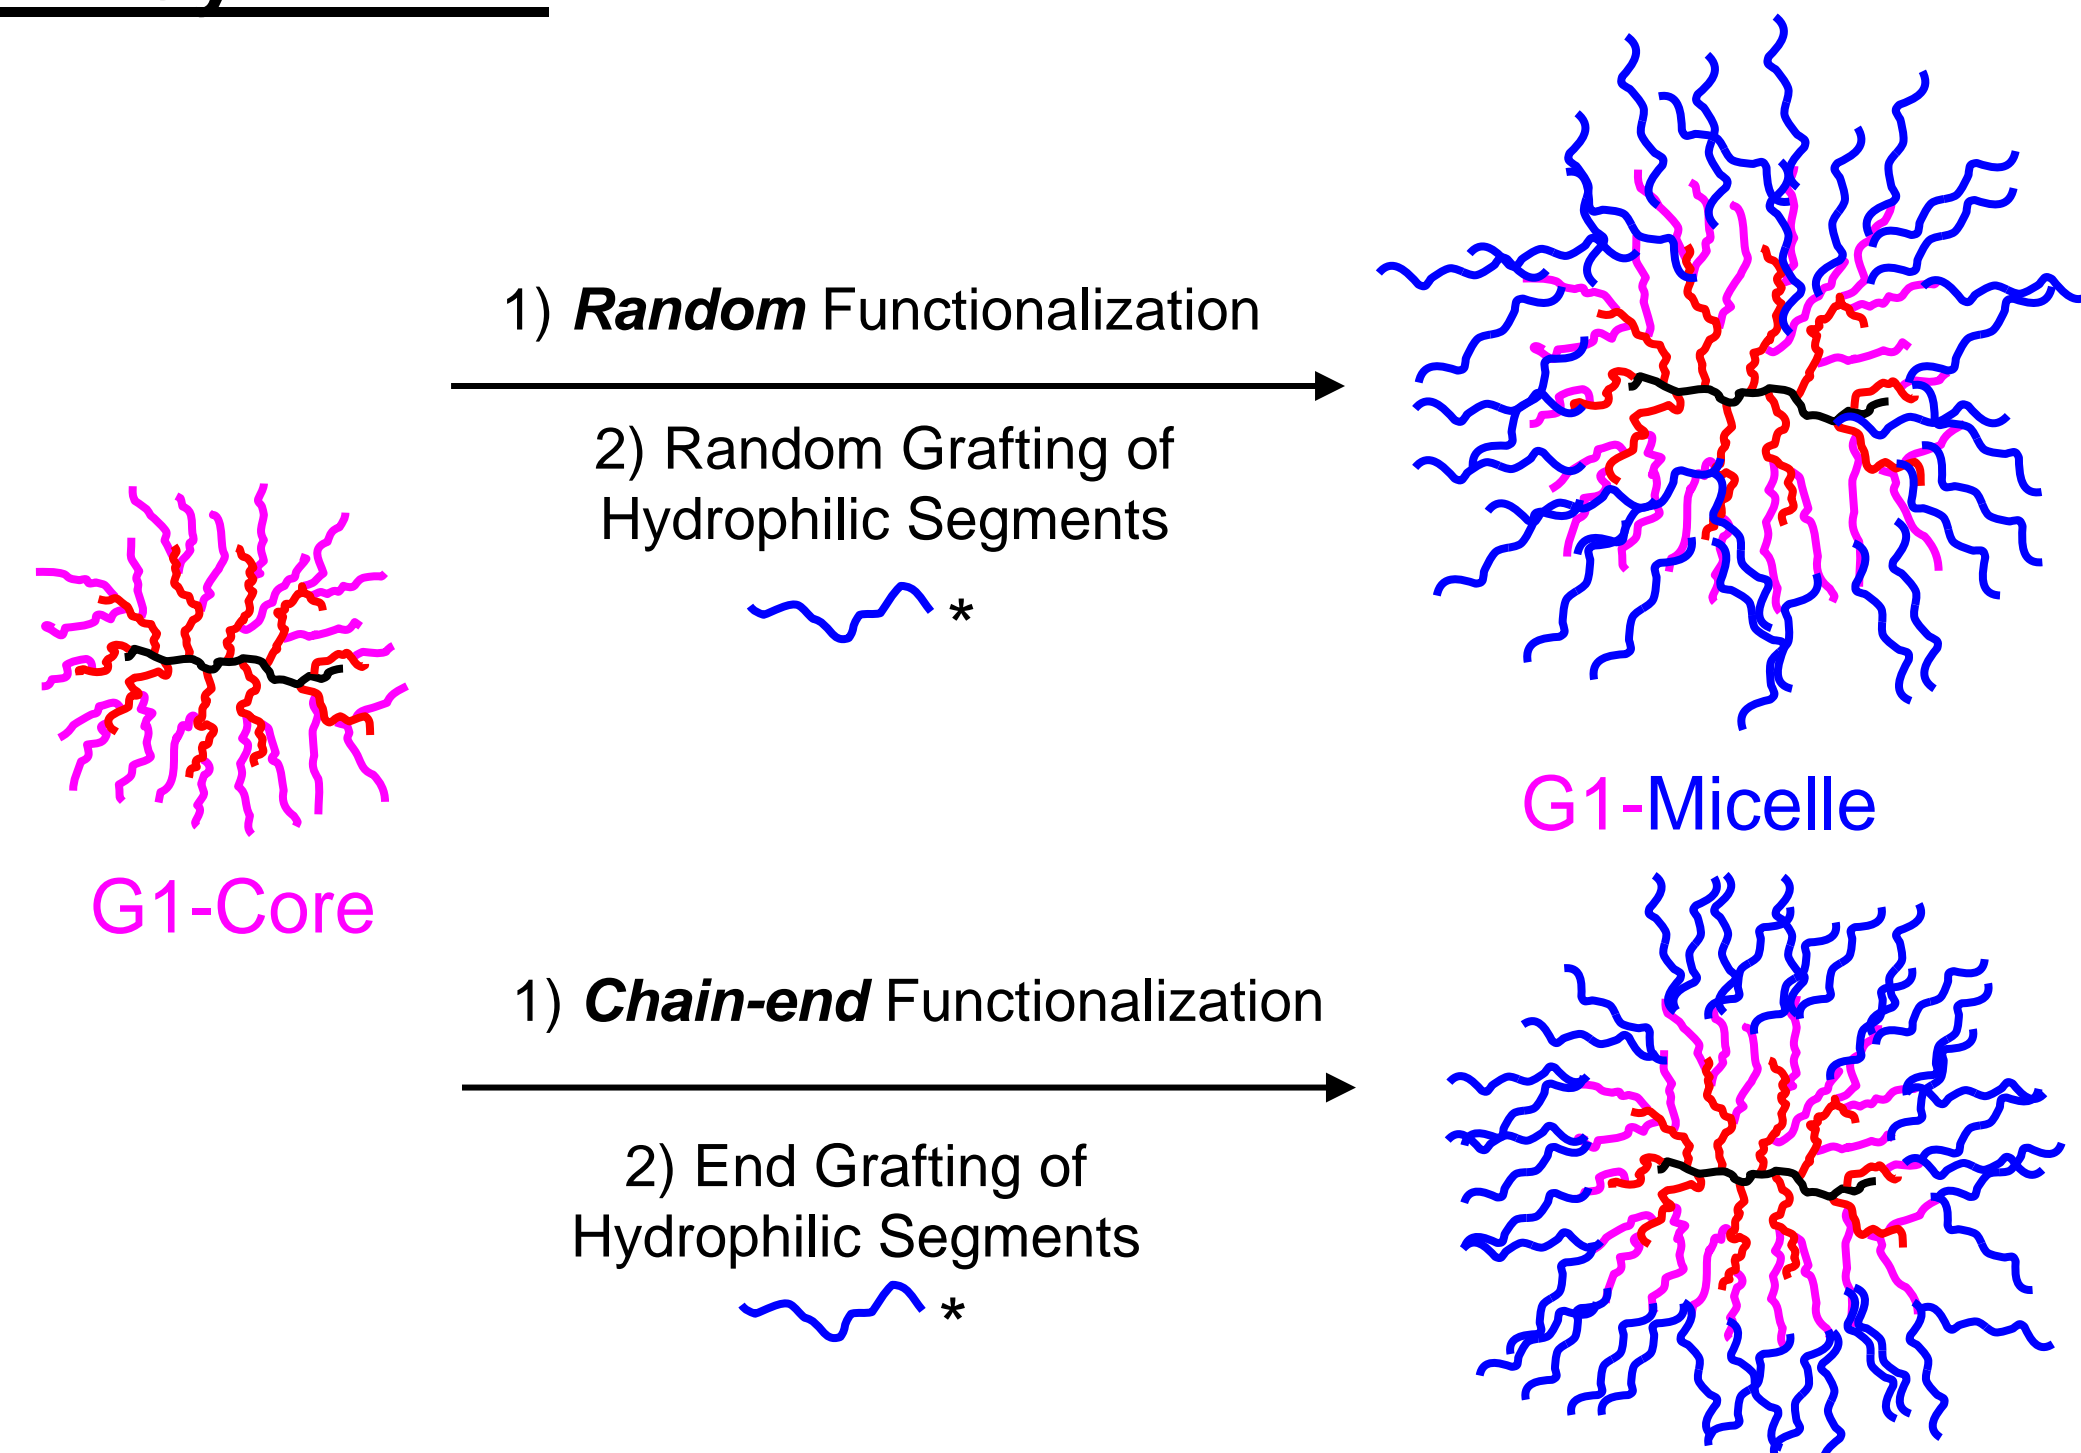 1) Random Functionalization
2) Random Grafting of
Hydrophilic Segments
*
G1-Micelle
G1-Core
1) Chain-end Functionalization
2) End Grafting of
Hydrophilic Segments
*